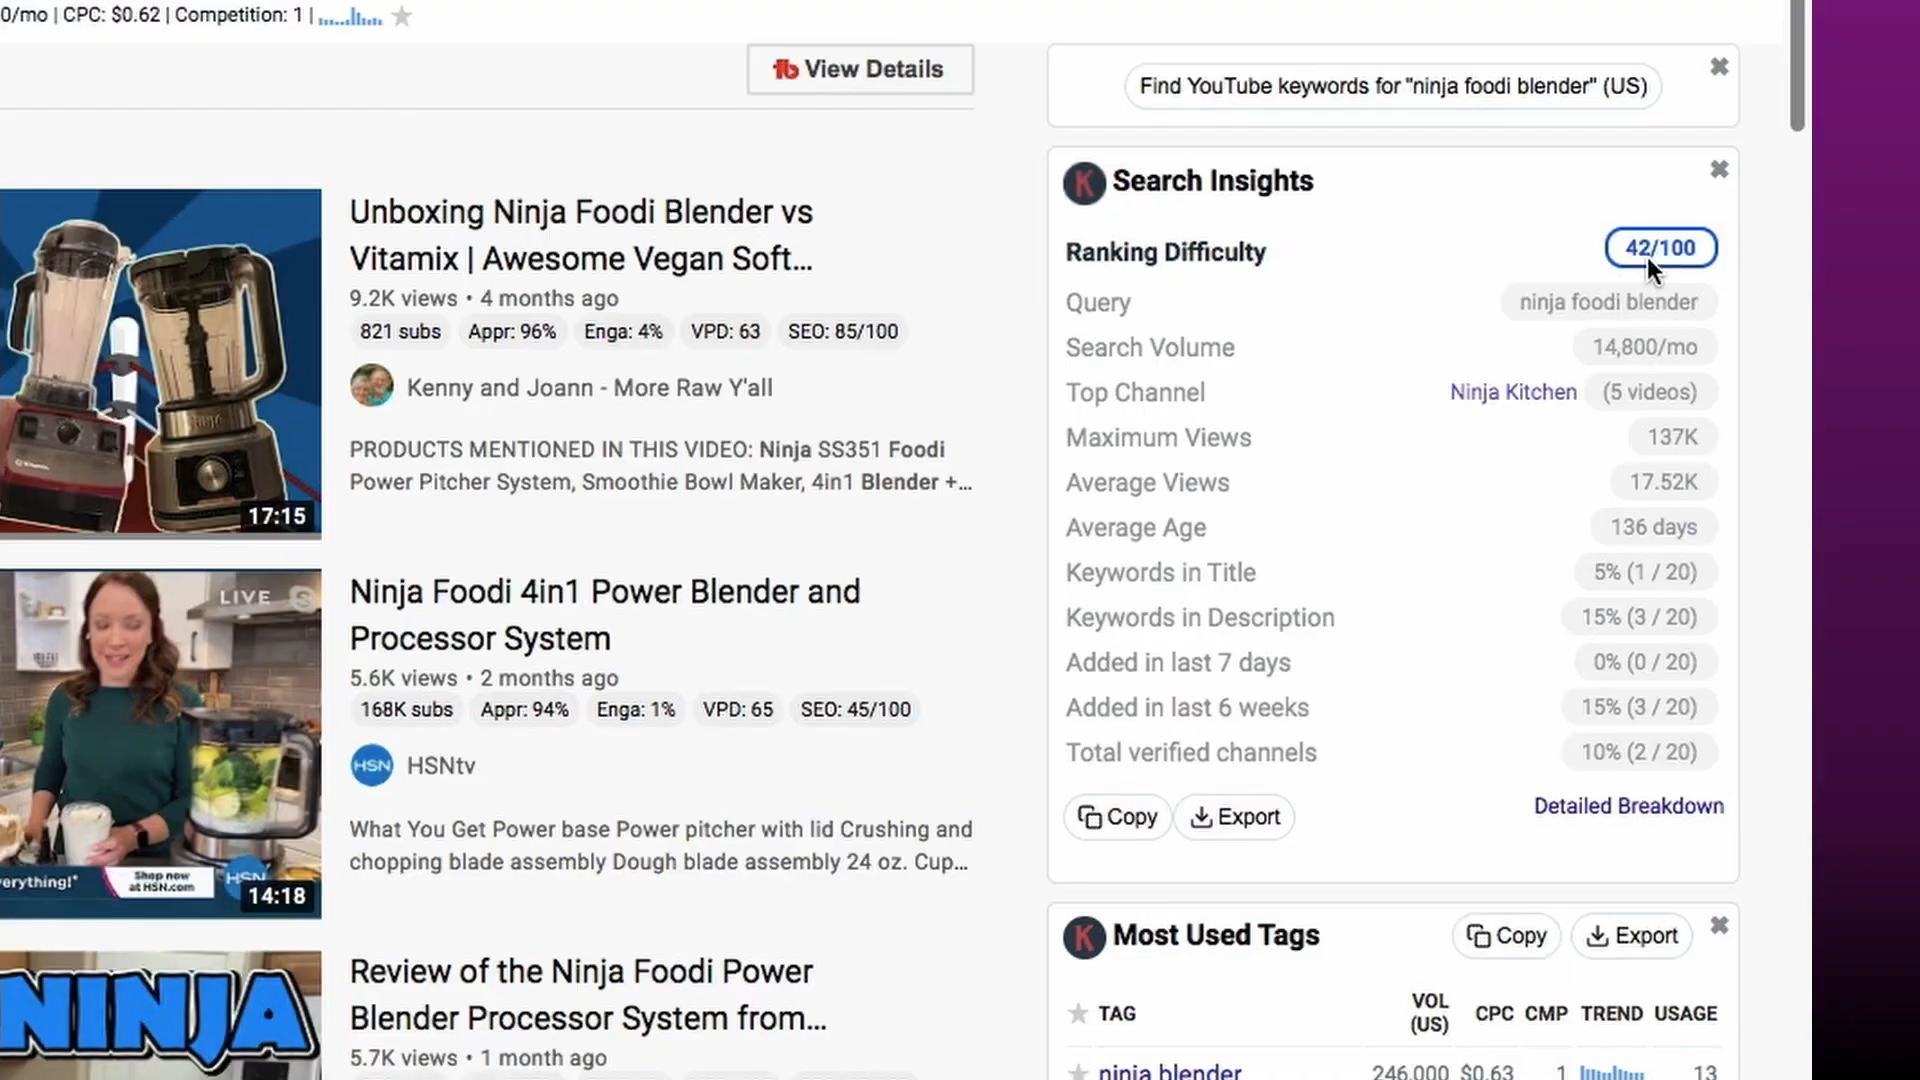 0/mo | CPC: $0.62 | Competition: 1 |
View Details
Find YouTube keywords for "ninja foodi blender" (US)
Unboxing Ninja Foodi Blender vs
Vitamix | Awesome Vegan Soft...
9.2K views • 4 months ago
821 subs Appr: 96% Enga: 4% VPD: 63 SEO: 85/100
Kenny and Joann - More Raw Y'all
PRODUCTS MENTIONED IN THIS VIDEO: Ninja SS351 Foodi
Power Pitcher System, Smoothie Bowl Maker, 4in1 Blender +...
17:15
LIVE
Ninja Foodi 4in1 Power Blender and
Processor System
5.6K views • 2 months ago
168K subs Appr: 94% Enga: 1% VPD: 65 SEO: 45/100
HSN HSNtv
What You Get Power base Power pitcher with lid Crushing and
chopping blade assembly Dough blade assembly 24 oz. Cup...
erything!"
Shop now
at HSN.com
HSN
14:18
NINJA
Review of the Ninja Foodi Power
Blender Processor System from...
5.7K views • 1 month ago
K Search Insights
Ranking Difficulty 42/100
Query ninja foodi blender
Search Volume 14,800/mo
Top Channel Ninja Kitchen (5 videos)
Maximum Views 137K
Average Views 17.52K
Average Age 136 days
Keywords in Title 5% (1 / 20)
Keywords in Description 15% (3 / 20)
Added in last 7 days 0% (0 / 20)
Added in last 6 weeks 15% (3 / 20)
Total verified channels 10% (2 / 20)
Copy Export
Detailed Breakdown
K Most Used Tags Copy Export
TAG VOL (US) CPC CMP TREND USAGE
ninja blender 246,000 $0.63 1 13